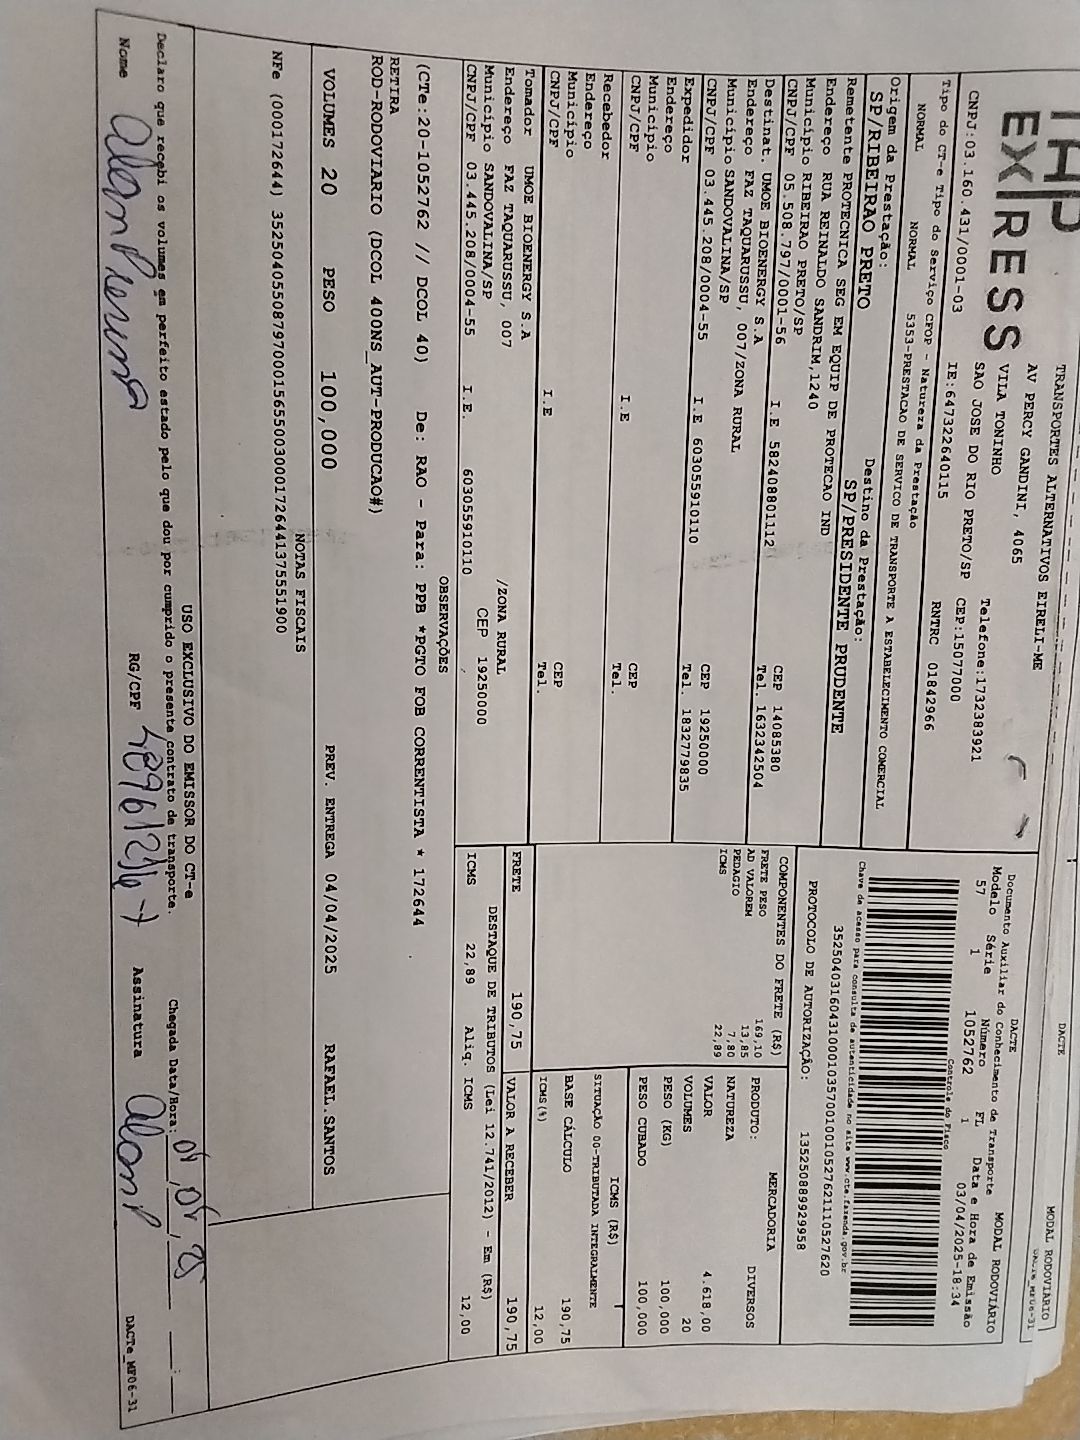 DACTE
MODAL RODOVIÁRIO
TAP
EX|RESS
TRANSPORTES ALTERNATIVOS EIRELI-ME
AV PERCY GANDINI, 4065
VILA TONINHO
SAO JOSE DO RIO PRETO/SP
Telefone:1732383921
CEP:15077000
CNPJ:03.160.431/0001-03 IE:647322640115 RNTRC 01842966
DACTE
Documento Auxiliar do Conhecimento de Transporte
MODAL RODOVIÁRIO
Modelo Série Número FL Data e Hora de Emissão
57 1 1052762 1 03/04/2025-18:34
Controle do Fisco
Tipo do CT-e Tipo do Serviço CFOP - Natureza da Prestação
NORMAL NORMAL 5353-PRESTACAO DE SERVICO DE TRANSPORTE A ESTABELECIMENTO COMERCIAL
Chave de acesso para consulta de autenticidade no site www.cte.fazenda.gov.br
35250403160431000103570010010527621110527620
PROTOCOLO DE AUTORIZAÇÃO: 135250889929958
Origem da Prestação: Destino da Prestação:
SP/RIBEIRAO PRETO SP/PRESIDENTE PRUDENTE
Remetente PROTECNICA SEG EM EQUIP DE PROTECAO IND
Endereço RUA REINALDO SANDRIM,1240
Município RIBEIRAO PRETO/SP CEP 14085380
CNPJ/CPF 05.508.797/0001-56 I.E 582408801112 Tel. 1632342504
Destinat. UMOE BIOENERGY S.A
Endereço FAZ TAQUARUSSU, 007/ZONA RURAL
Município SANDOVALINA/SP CEP 19250000
CNPJ/CPF 03.445.208/0004-55 I.E 603055910110 Tel. 1832779835
Expedidor
Endereço
Município CEP
CNPJ/CPF I.E Tel.
Recebedor
Endereço
Município CEP
CNPJ/CPF I.E Tel.
Tomador UMOE BIOENERGY S.A
Endereço FAZ TAQUARUSSU, 007 /ZONA RURAL
Município SANDOVALINA/SP CEP 19250000
CNPJ/CPF 03.445.208/0004-55 I.E. 603055910110
COMPONENTES DO FRETE (R$)
FRETE PESO 169,10
AD VALOREM 13,85
PEDAGIO 7,80
ICMS 22,89
MERCADORIA
PRODUTO: DIVERSOS
NATUREZA
VALOR 4.618,00
VOLUMES 20
PESO (KG) 100,000
PESO CUBADO 100,000
ICMS (R$)
SITUAÇÃO 00-TRIBUTADA INTEGRALMENTE
BASE CÁLCULO 190,75
ICMS(%) 12,00
FRETE 190,75 VALOR A RECEBER 190,75
DESTAQUE DE TRIBUTOS (Lei 12.741/2012) - Em (R$)
ICMS 22,89 Aliq. ICMS 12,00
OBSERVAÇÕES
(CTe:20-1052762 // DCOL 40) De: RAO - Para: PPB *PGTO FOB CORRENTISTA * 172644
RETIRA
ROD-RODOVIARIO (DCOL 400NS_AUT-PRODUCAO#)
VOLUMES 20 PESO 100,000 PREV. ENTREGA 04/04/2025 RAFAEL.SANTOS
NOTAS FISCAIS
NFe (000172644) 35250405508797000156550030001726441375551900
USO EXCLUSIVO DO EMISSOR DO CT-e
Declaro que recebi os volumes em perfeito estado pelo que dou por cumprido o presente contrato de transporte.
Chegada Data/Hora:
Nome
RG/CPF
Assinatura
DACTe_MF06-31